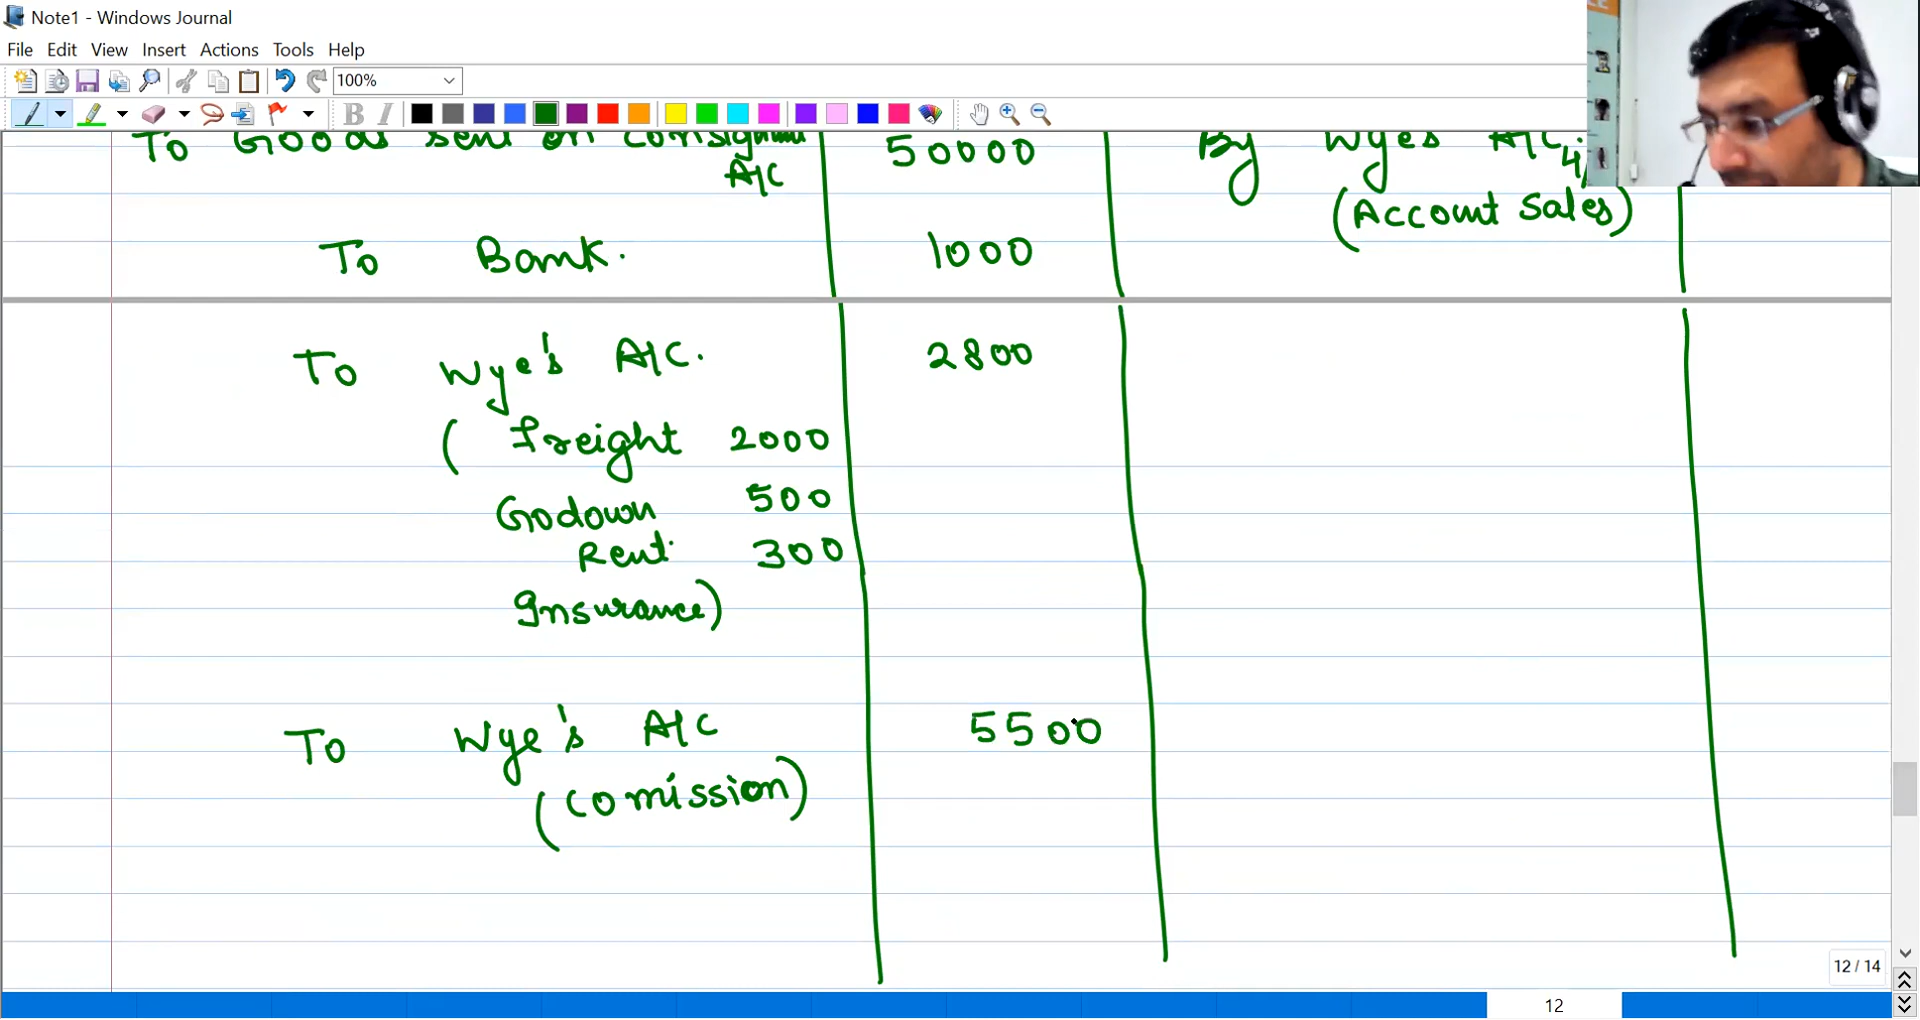 Note1 - Windows Journal
File Edit View Insert Actions Tools Help
100%
B I
To Goods sent on consignment 50000 By Wyes A/C
A/C
(Account Sales)
To Bank. 1000
To Wye's A/C. 2800
( Freight 2000
Godown 500
Rent 300
Insurance)
To Wye's A/C 5500
(Comission)
12 / 14
12